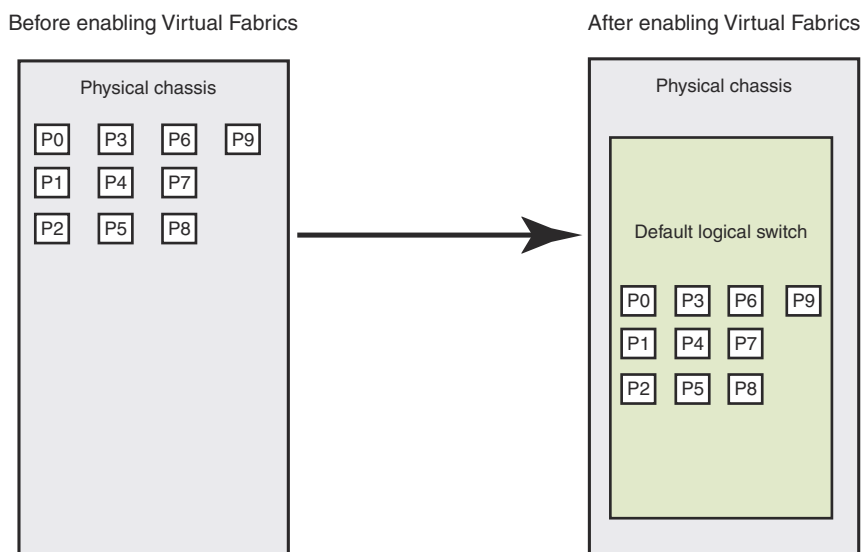 Before enabling Virtual Fabrics
Physical chassis
P0 P3 P6 P9
P1 P4 P7
P2 P5 P8
After enabling Virtual Fabrics
Physical chassis
Default logical switch
P0 P3 P6 P9
P1 P4 P7
P2 P5 P8